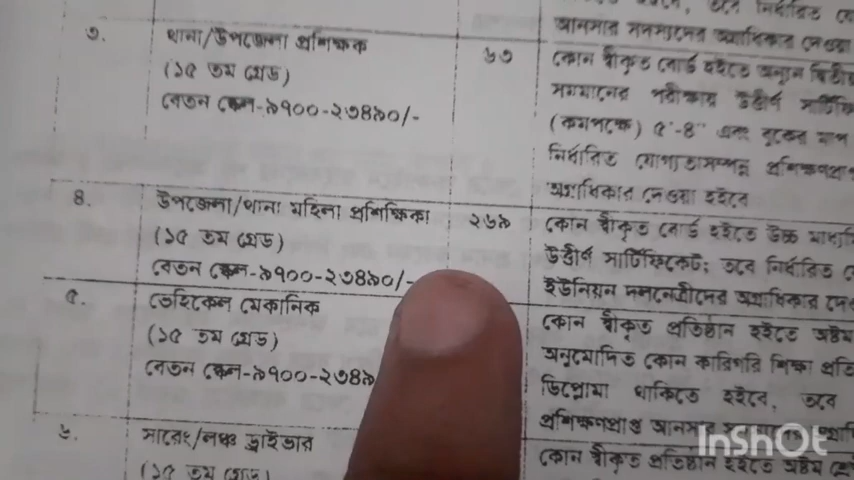 আনসার সদস্যদের অগ্রাধিকার দেওয়া
৩.
থানা/উপজেলা প্রশিক্ষক
(১৫ তম গ্রেড)
বেতন স্কেল-৯৭০০-২৩৪৯০/-
৬৩
কোন স্বীকৃত বোর্ড হইতে অন্যূন দ্বিতীয়
সমমানের পরীক্ষায় উত্তীর্ণ সার্টিফি
(কমপক্ষে) ৫'-৪" এবং বুকের মাপ
নির্ধারিত যোগ্যতাসম্পন্ন প্রশিক্ষণপ্রাপ্ত
অগ্রাধিকার দেওয়া হইবে
৪.
উপজেলা/থানা মহিলা প্রশিক্ষিকা
(১৫ তম গ্রেড)
বেতন স্কেল-৯৭০০-২৩৪৯০/-
২৬৯
কোন স্বীকৃত বোর্ড হইতে উচ্চ মাধ্যমি
উত্তীর্ণ সার্টিফিকেট; তবে নির্ধারিত
ইউনিয়ন দলনেত্রীদের অগ্রাধিকার
৫.
ভেহিকেল মেকানিক
(১৫ তম গ্রেড)
বেতন স্কেল-৯৭০০-২৩৪৯
কোন স্বীকৃত প্রতিষ্ঠান হইতে অষ্টম
অনুমোদিত কোন কারিগরি শিক্ষা প্রতি
ডিপ্লোমা থাকিতে হইবে, তবে
প্রশিক্ষণপ্রাপ্ত আনসার
৬.
সারেং/লঞ্চ ড্রাইভার
(১৫ তম গ্রেড)
কোন স্বীকৃত প্রতিষ্ঠান হইতে অষ্টম
InShOt